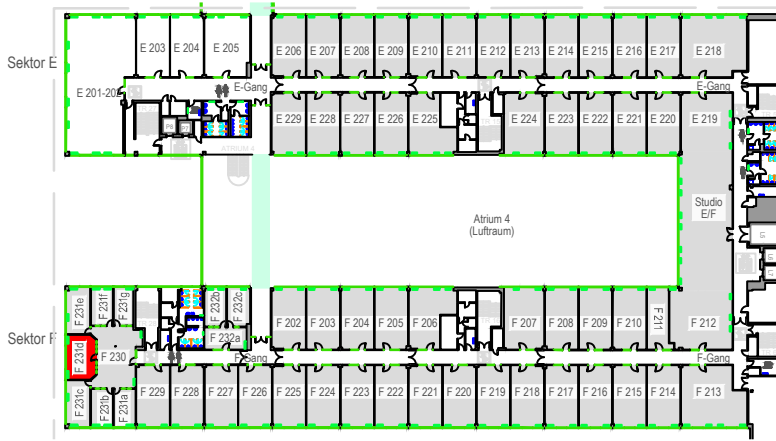 E 203 E 204 E 205 E 206 E 207 E 208 E 209 E 210 E 211 E 212 E 213 E 214 E 215 E 216 E 217 E 218
Sektor E
E 201-202
E-Gang
E-Gang
E 229 E 228 E 227 E 226 E 225 E 224 E 223 E 222 E 221 E 220 E 219
ATRIUM 4
Studio
E/F
Atrium 4
(Luftraum)
F 231e F 231f F 231g F 232b F 232c
F 202 F 203 F 204 F 205 F 206 F 207 F 208 F 209 F 210 F 211 F 212
Sektor F
F 232a
F 231d F 230
F-Gang
F-Gang
F 231c F 231b F 231a F 229 F 228 F 227 F 226 F 225 F 224 F 223 F 222 F 221 F 220 F 219 F 218 F 217 F 216 F 215 F 214 F 213